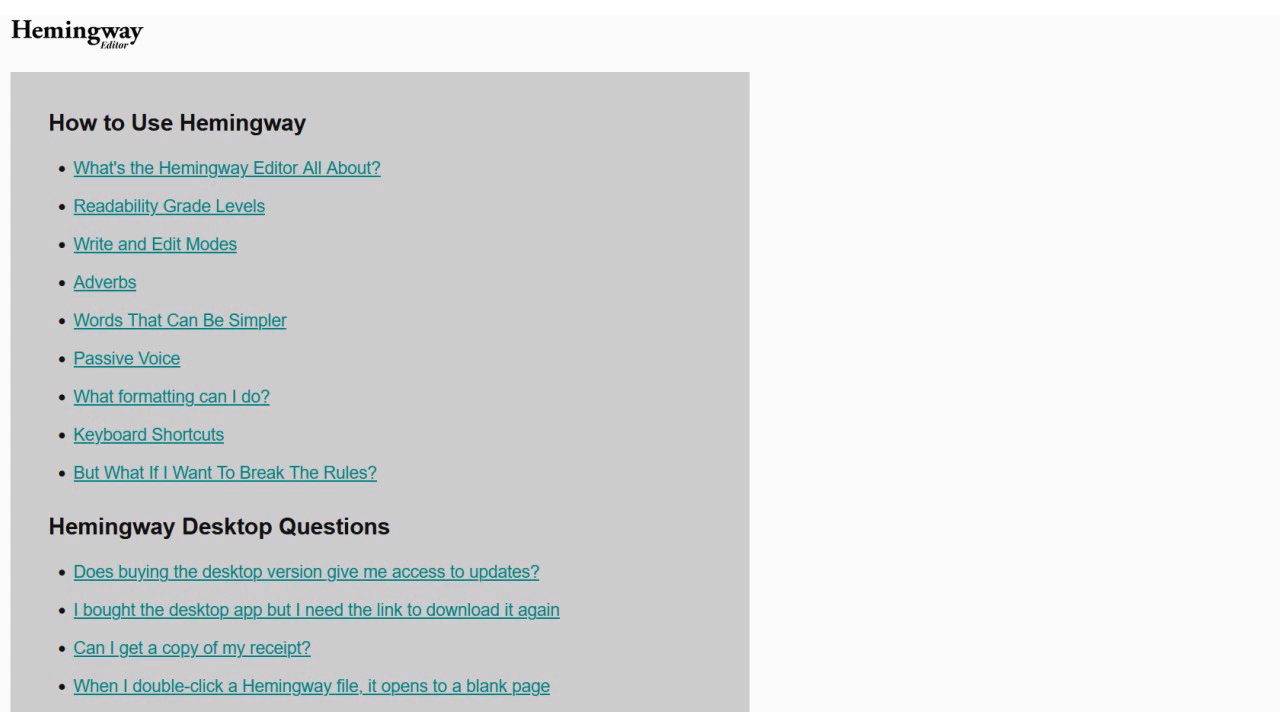 Hemingway
Editor
How to Use Hemingway
What's the Hemingway Editor All About?
Readability Grade Levels
Write and Edit Modes
Adverbs
Words That Can Be Simpler
Passive Voice
What formatting can I do?
Keyboard Shortcuts
But What If I Want To Break The Rules?
Hemingway Desktop Questions
Does buying the desktop version give me access to updates?
I bought the desktop app but I need the link to download it again
Can I get a copy of my receipt?
When I double-click a Hemingway file, it opens to a blank page